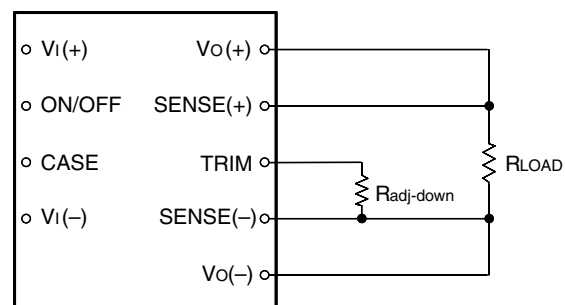 VI(+) VO(+)
ON/OFF SENSE(+)
CASE TRIM RLOAD
Radj-down
VI(–) SENSE(–)
VO(–)